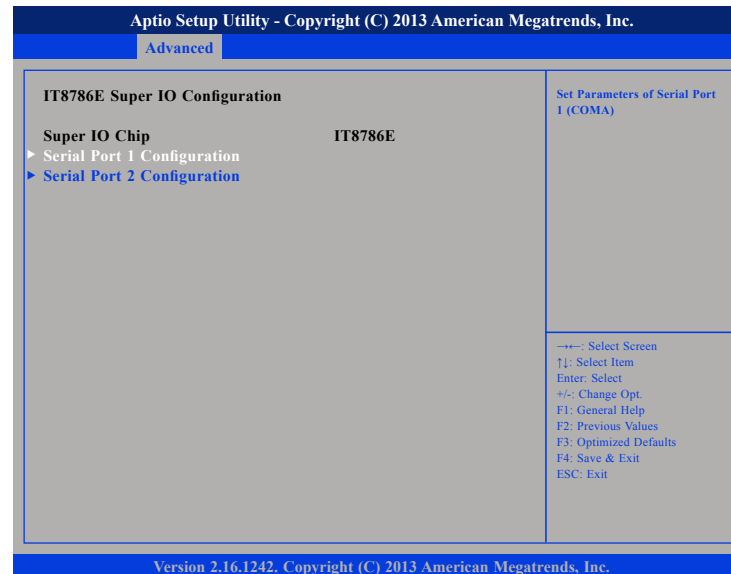 Aptio Setup Utility - Copyright (C) 2013 American Megatrends, Inc.
Advanced
IT8786E Super IO Configuration
Super IO Chip IT8786E
► Serial Port 1 Configuration
► Serial Port 2 Configuration
Set Parameters of Serial Port
1 (COMA)
→←: Select Screen
↑↓: Select Item
Enter: Select
+/-: Change Opt.
F1: General Help
F2: Previous Values
F3: Optimized Defaults
F4: Save & Exit
ESC: Exit
Version 2.16.1242. Copyright (C) 2013 American Megatrends, Inc.